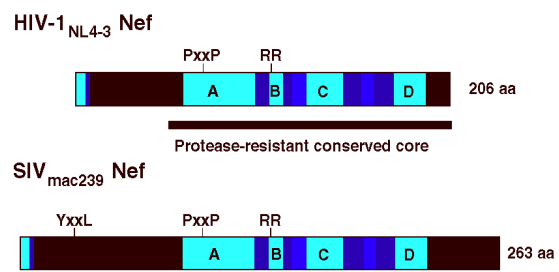 HIV-1NL4-3 Nef
PxxP RR
A B C D 206 aa
Protease-resistant conserved core
SIVmac239 Nef
YxxL PxxP RR
A B C D 263 aa